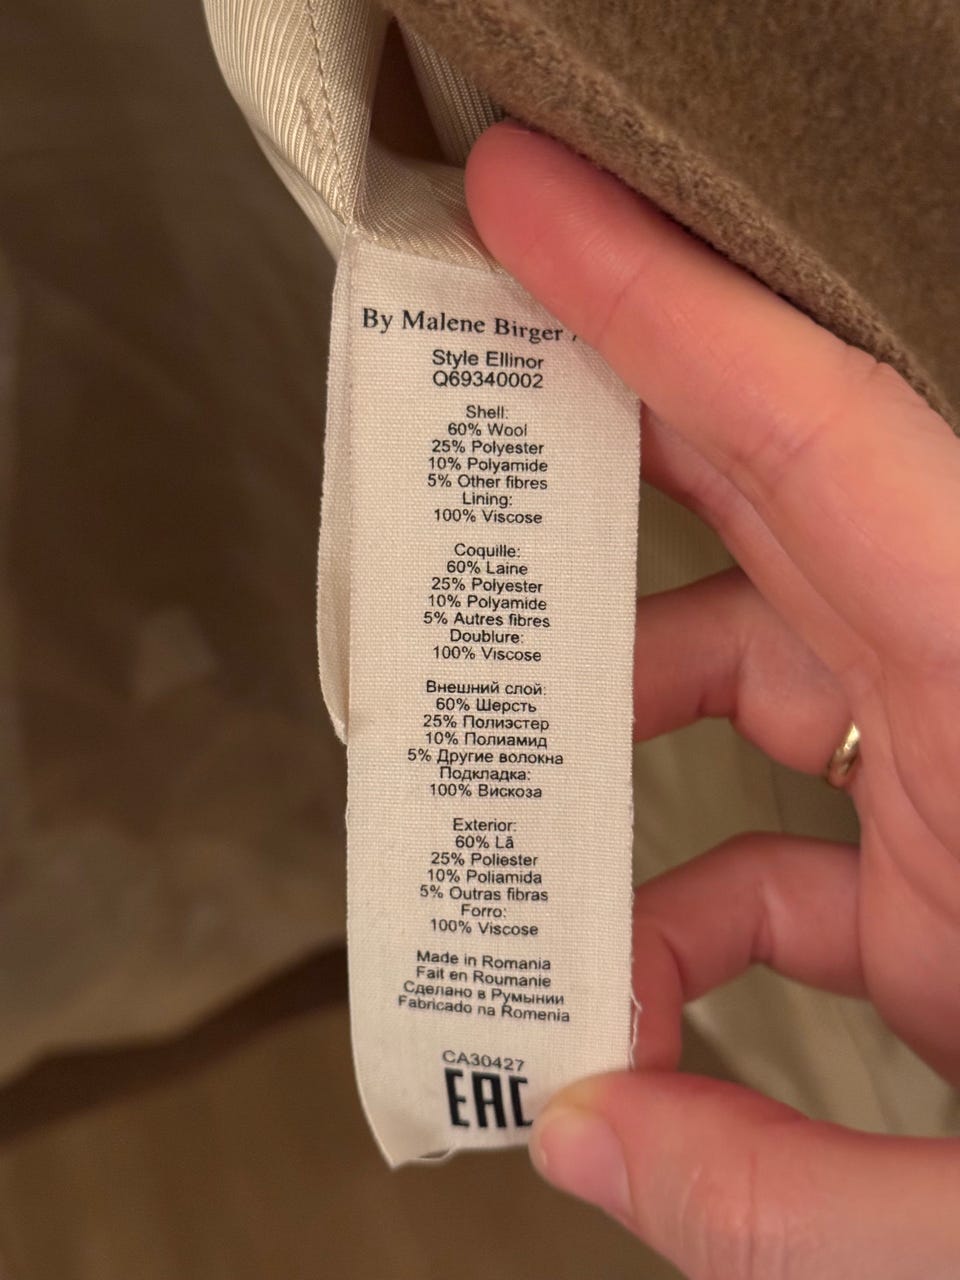 By Malene Birger
Style Ellinor
Q69340002
Shell:
60% Wool
25% Polyester
10% Polyamide
5% Other fibres
Lining:
100% Viscose
Coquille:
60% Laine
25% Polyester
10% Polyamide
5% Autres fibres
Doublure:
100% Viscose
Внешний слой:
60% Шерсть
25% Полиэстер
10% Полиамид
5% Другие волокна
Подкладка:
100% Вискоза
Exterior:
60% Lã
25% Poliester
10% Poliamida
5% Outras fibras
Forro:
100% Viscose
Made in Romania
Fait en Roumanie
Сделано в Румынии
Fabricado na Romenia
CA30427
EAC